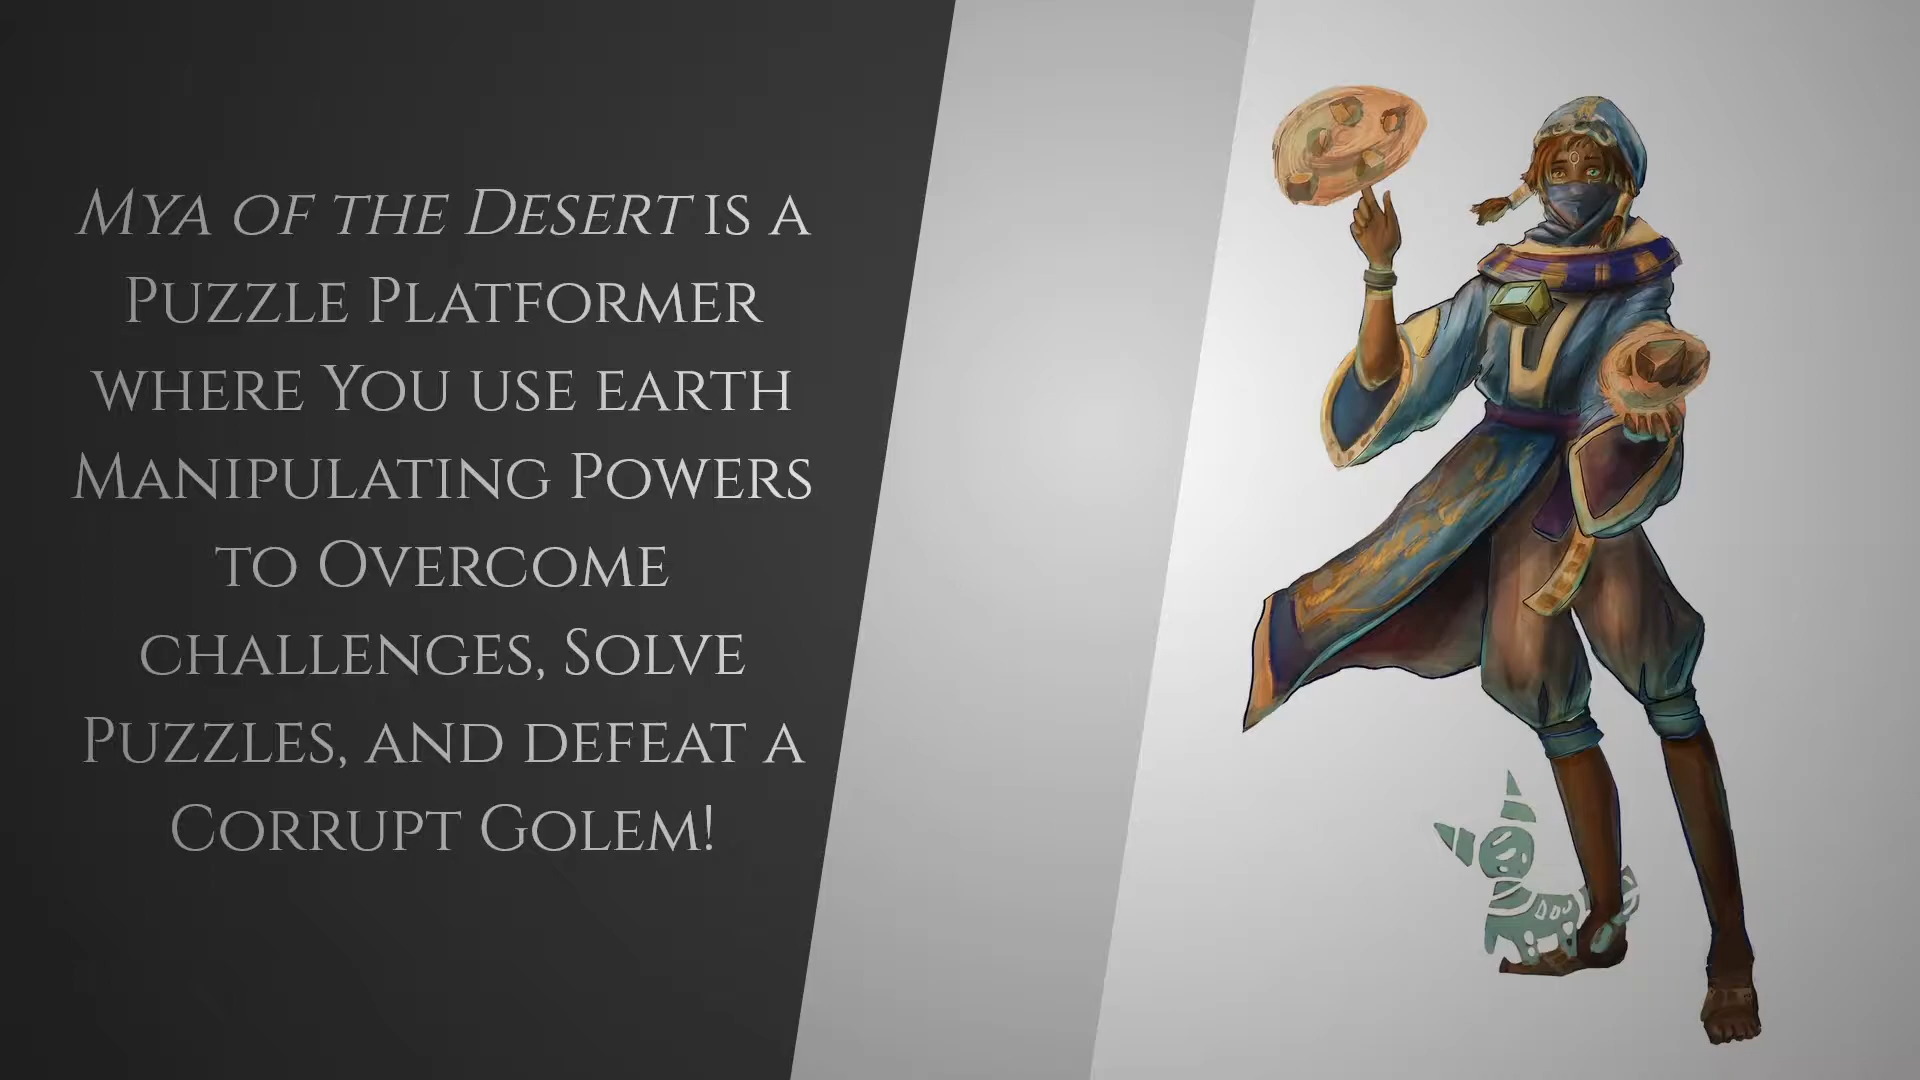 Mya of the Desert is a
Puzzle Platformer
where You use earth
Manipulating Powers
to Overcome
challenges, Solve
Puzzles, and defeat a
Corrupt Golem!